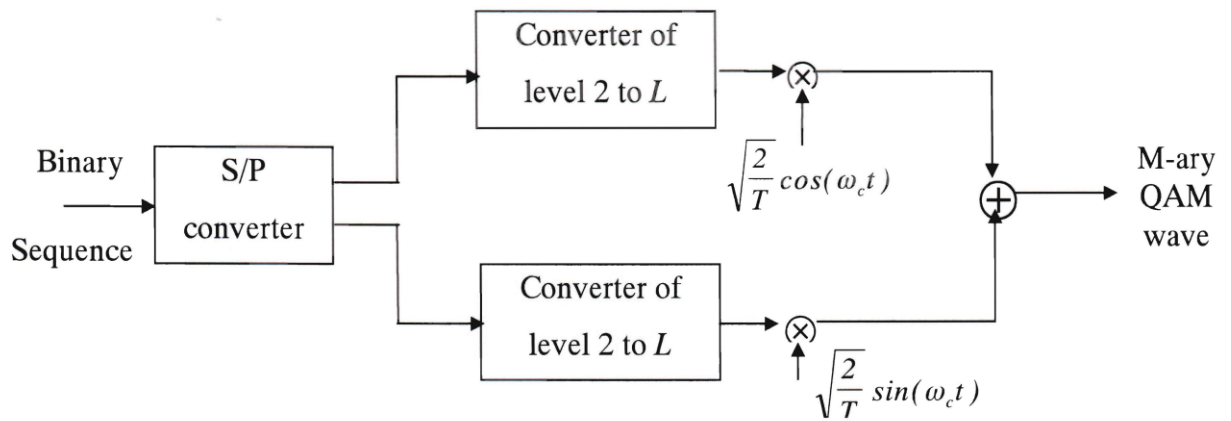 Binary
Sequence
S/P
converter
Converter of
level 2 to L
√(2/T) cos(ω_c t)
Converter of
level 2 to L
√(2/T) sin(ω_c t)
M-ary
QAM
wave